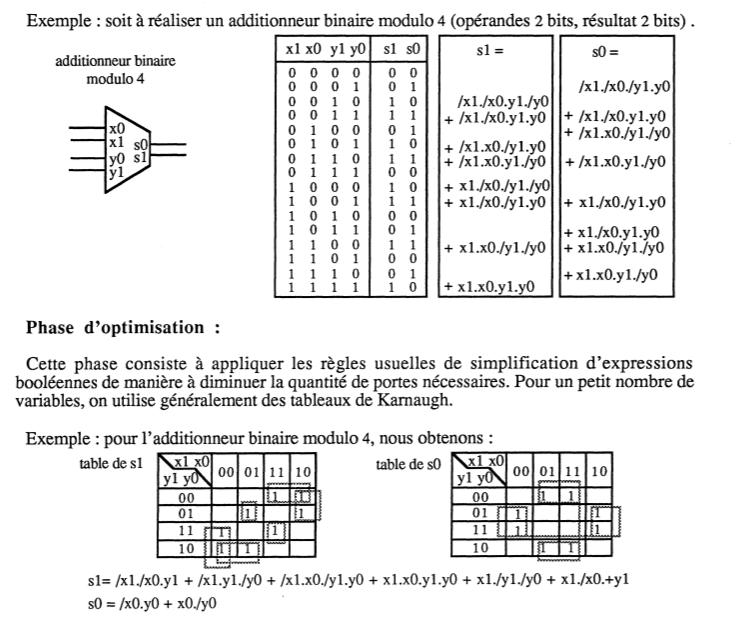 Exemple : soit à réaliser un additionneur binaire modulo 4 (opérandes 2 bits, résultat 2 bits) .
additionneur binaire
modulo 4
x0
x1 s0
y0 s1
y1
x1 x0 y1 y0 s1 s0 s1 = s0 =
0 0 0 0 0 0
0 0 0 1 0 1 /x1./x0./y1.y0
0 0 1 0 1 0 /x1./x0.y1./y0
0 0 1 1 1 1 + /x1./x0.y1.y0 + /x1./x0.y1.y0
0 1 0 0 0 1 + /x1.x0./y1./y0
0 1 0 1 1 0 + /x1.x0./y1.y0
0 1 1 0 1 1 + /x1.x0.y1./y0 + /x1.x0.y1./y0
0 1 1 1 0 0
1 0 0 0 1 0 + x1./x0./y1./y0
1 0 0 1 1 1 + x1./x0./y1.y0 + x1./x0./y1.y0
1 0 1 0 0 0
1 0 1 1 0 1 + x1./x0.y1.y0
1 1 0 0 1 1 + x1.x0./y1./y0 + x1.x0./y1./y0
1 1 0 1 0 0
1 1 1 0 0 1 + x1.x0.y1./y0
1 1 1 1 1 0 + x1.x0.y1.y0
Phase d'optimisation :
Cette phase consiste à appliquer les règles usuelles de simplification d'expressions
booléennes de manière à diminuer la quantité de portes nécessaires. Pour un petit nombre de
variables, on utilise généralement des tableaux de Karnaugh.
Exemple : pour l'additionneur binaire modulo 4, nous obtenons :
table de s1
x1 x0
y1 y0
00 01 11 10
00 1 1
01 1 1
11 1 1
10 1 1
table de s0
x1 x0
y1 y0
00 01 11 10
00 1 1
01 1 1
11 1 1
10 1 1
s1= /x1./x0.y1 + /x1.y1./y0 + /x1.x0./y1.y0 + x1.x0.y1.y0 + x1./y1./y0 + x1./x0.+y1
s0 = /x0.y0 + x0./y0